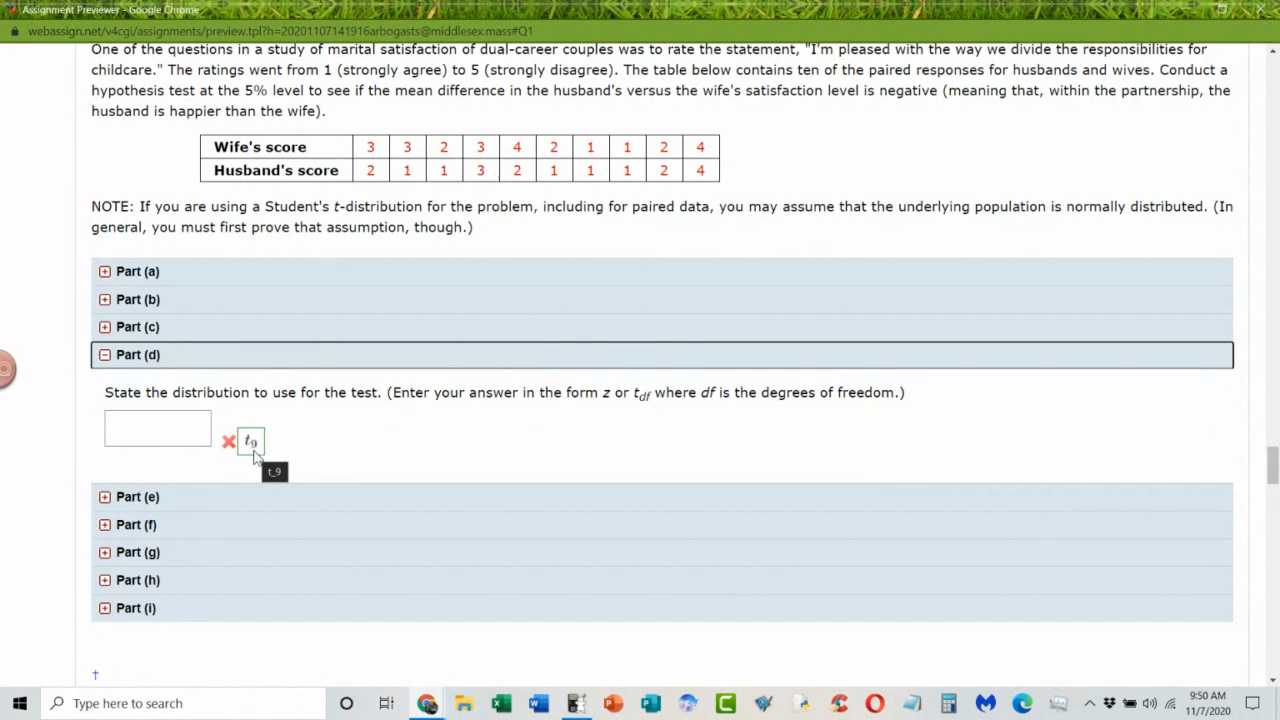 Assignment Previewer - Google Chrome
webassign.net/v4cgi/assignments/preview.tpl?h=20201107141916arbogasts@middlesex.mass#Q1
One of the questions in a study of marital satisfaction of dual-career couples was to rate the statement, "I'm pleased with the way we divide the responsibilities for
childcare." The ratings went from 1 (strongly agree) to 5 (strongly disagree). The table below contains ten of the paired responses for husbands and wives. Conduct a
hypothesis test at the 5% level to see if the mean difference in the husband's versus the wife's satisfaction level is negative (meaning that, within the partnership, the
husband is happier than the wife).
Wife's score 3 3 2 3 4 2 1 1 2 4
Husband's score 2 1 1 3 2 1 1 1 2 4
NOTE: If you are using a Student's t-distribution for the problem, including for paired data, you may assume that the underlying population is normally distributed. (In
general, you must first prove that assumption, though.)
Part (a)
Part (b)
Part (c)
Part (d)
State the distribution to use for the test. (Enter your answer in the form z or t_df where df is the degrees of freedom.)
t_9
t_9
Part (e)
Part (f)
Part (g)
Part (h)
Part (i)
†
Type here to search
9:50 AM
11/7/2020